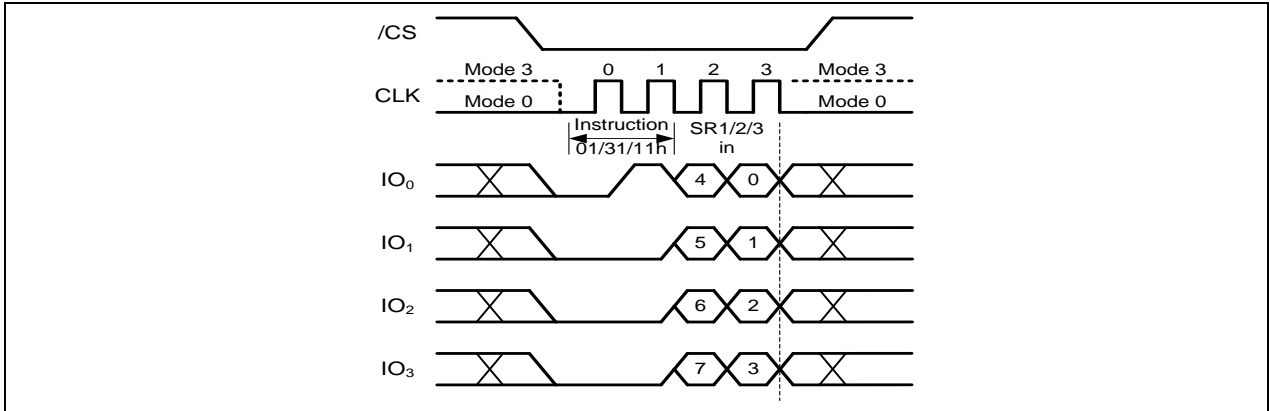 /CS
Mode 3 0 1 2 3 Mode 3
CLK
Mode 0 Mode 0
Instruction SR1/2/3
01/31/11h in
IO₀ 4 0
IO₁ 5 1
IO₂ 6 2
IO₃ 7 3